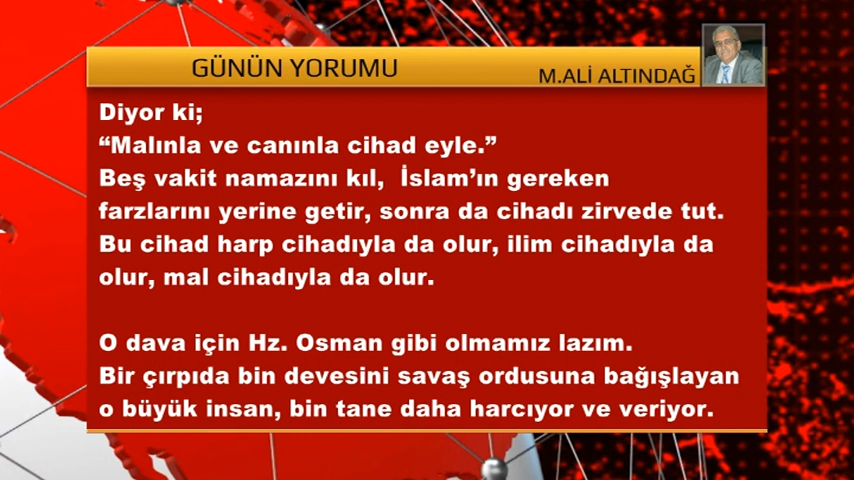 GÜNÜN YORUMU
M.ALİ ALTINDAĞ
Diyor ki;
“Malınla ve canınla cihad eyle.”
Beş vakit namazını kıl,  İslam’ın gereken
farzlarını yerine getir, sonra da cihadı zirvede tut.
Bu cihad harp cihadıyla da olur, ilim cihadıyla da
olur, mal cihadıyla da olur.
O dava için Hz. Osman gibi olmamız lazım.
Bir çırpıda bin devesini savaş ordusuna bağışlayan
o büyük insan, bin tane daha harcıyor ve veriyor.